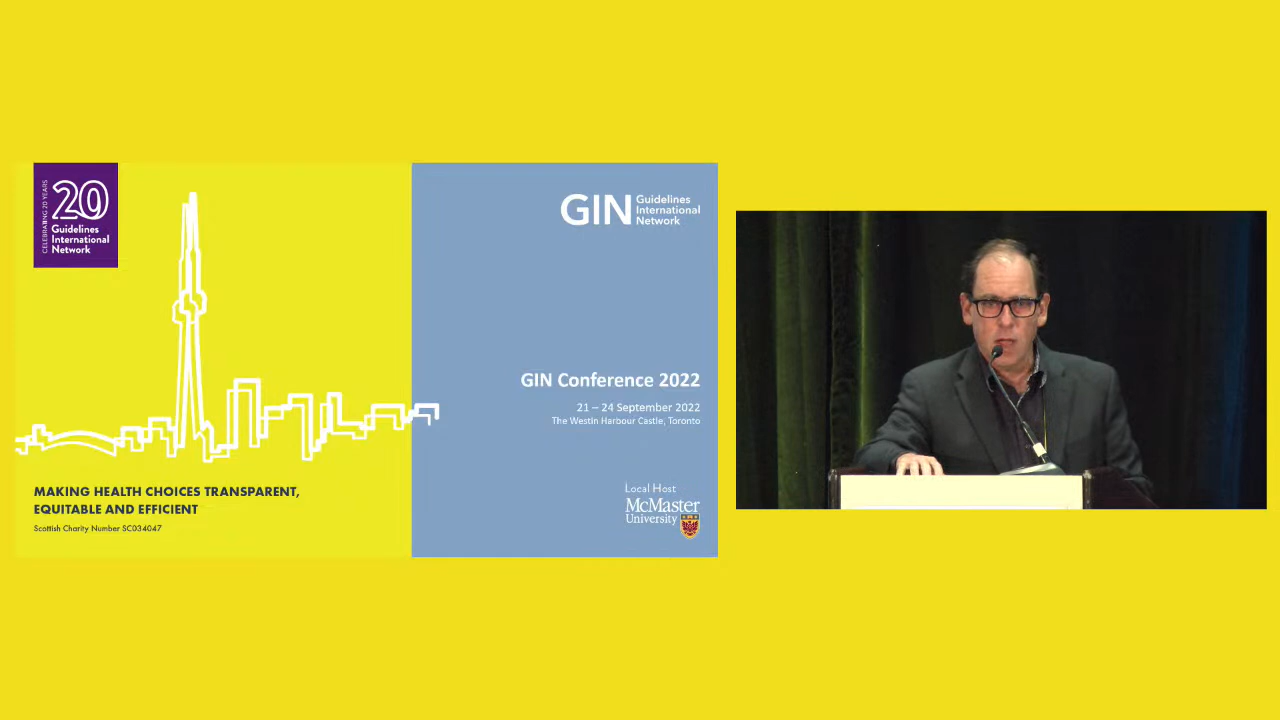 CELEBRATING 20 YEARS
20
Guidelines
International
Network
MAKING HEALTH CHOICES TRANSPARENT,
EQUITABLE AND EFFICIENT
Scottish Charity Number SC034047
GIN
Guidelines
International
Network
GIN Conference 2022
21 – 24 September 2022
The Westin Harbour Castle, Toronto
Local Host
McMaster
University